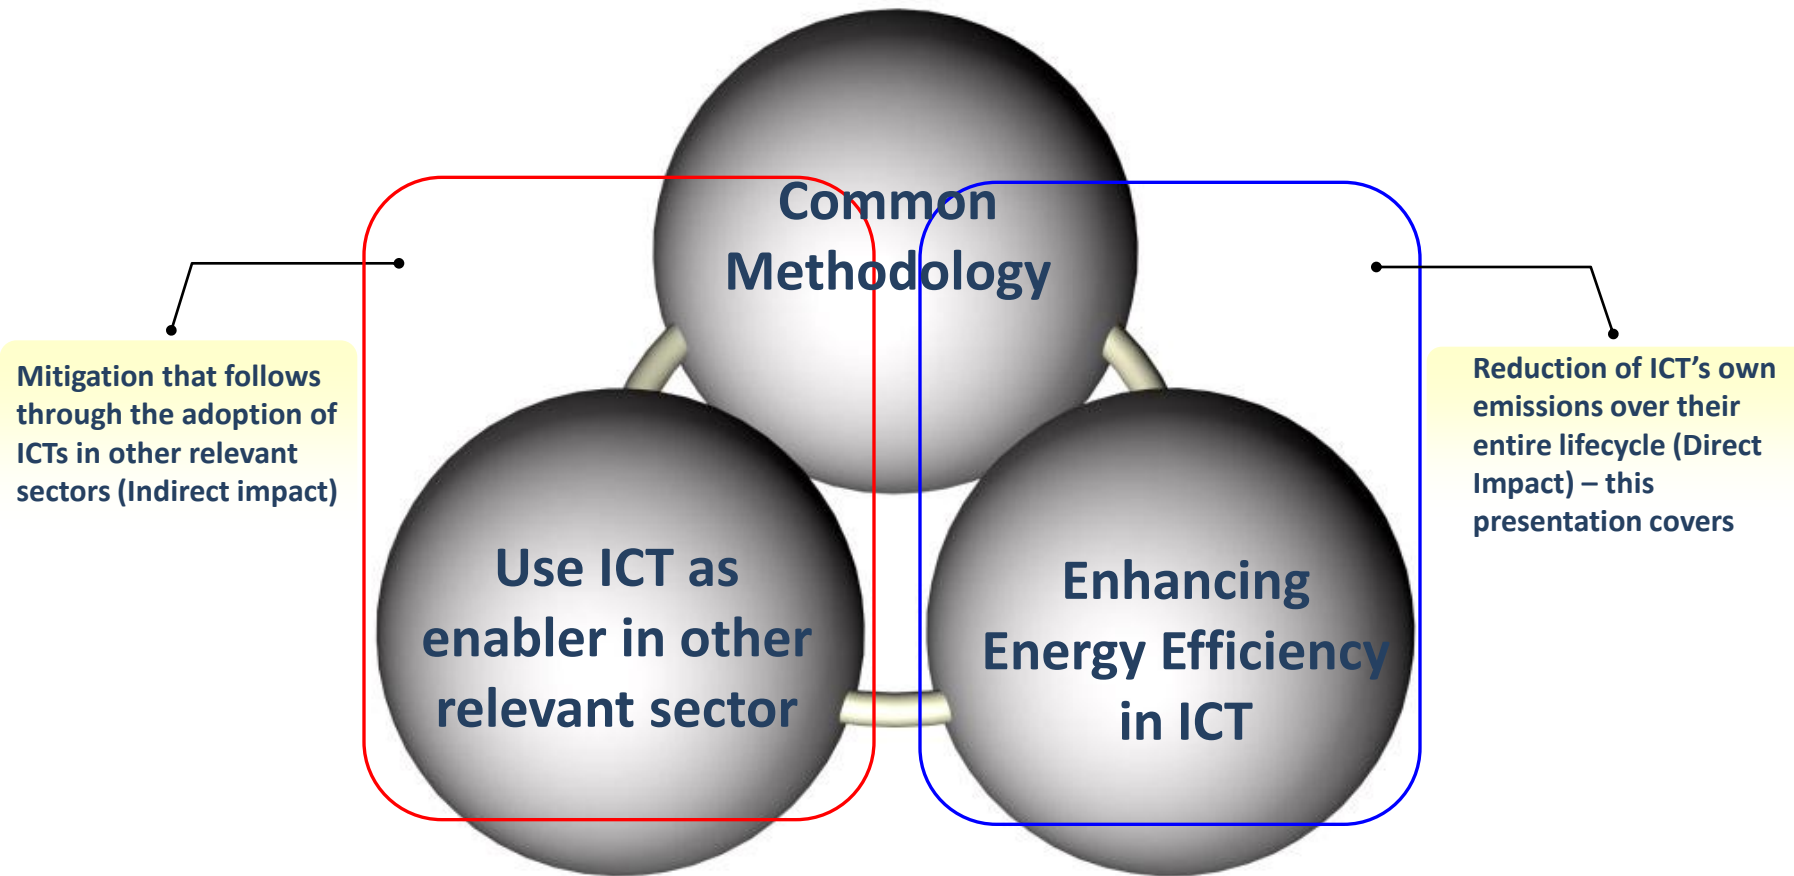 Common
Methodology
Mitigation that follows
through the adoption of
ICTs in other relevant
sectors (Indirect impact)
Reduction of ICT’s own
emissions over their
entire lifecycle (Direct
Impact) – this
presentation covers
Use ICT as
enabler in other
relevant sector
Enhancing
Energy Efficiency
in ICT